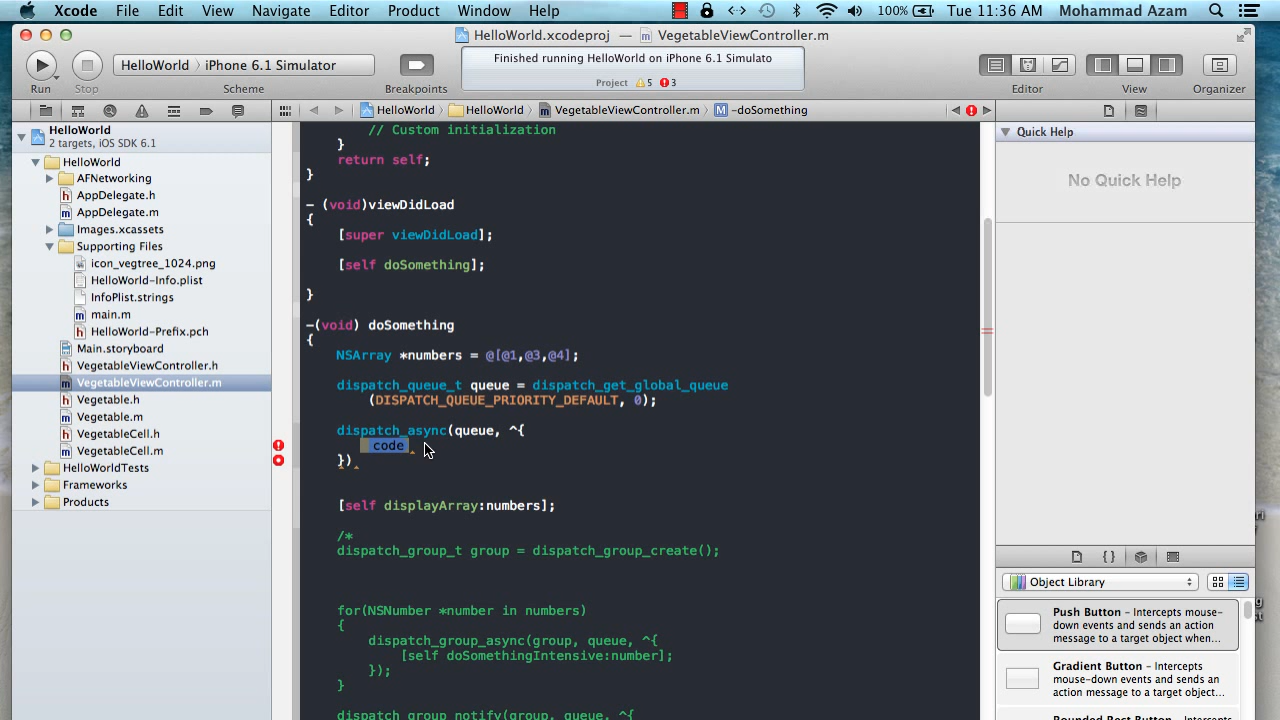 Xcode File Edit View Navigate Editor Product Window Help 100% Tue 11:36 AM Mohammad Azam
HelloWorld.xcodeproj — VegetableViewController.m
Run Stop HelloWorld iPhone 6.1 Simulator Scheme Breakpoints
Finished running HelloWorld on iPhone 6.1 Simulato
Project 5 3
Editor View Organizer
HelloWorld HelloWorld VegetableViewController.m M -doSomething
HelloWorld
2 targets, iOS SDK 6.1
HelloWorld
AFNetworking
h AppDelegate.h
m AppDelegate.m
Images.xcassets
Supporting Files
icon_vegtree_1024.png
HelloWorld-Info.plist
InfoPlist.strings
m main.m
h HelloWorld-Prefix.pch
Main.storyboard
h VegetableViewController.h
m VegetableViewController.m
h Vegetable.h
m Vegetable.m
h VegetableCell.h
m VegetableCell.m
HelloWorldTests
Frameworks
Products
// Custom initialization
}
return self;
}
- (void)viewDidLoad
{
[super viewDidLoad];
[self doSomething];
}
-(void) doSomething
{
NSArray *numbers = @[@1,@3,@4];
dispatch_queue_t queue = dispatch_get_global_queue
(DISPATCH_QUEUE_PRIORITY_DEFAULT, 0);
dispatch_async(queue, ^{
code
})
[self displayArray:numbers];
/*
dispatch_group_t group = dispatch_group_create();
for(NSNumber *number in numbers)
{
dispatch_group_async(group, queue, ^{
[self doSomethingIntensive:number];
});
}
dispatch_group_notify(group, queue, ^{
Quick Help
No Quick Help
{ }
Object Library
Push Button – Intercepts mouse-
down events and sends an action
message to a target object when...
Gradient Button – Intercepts
mouse-down events and sends an
action message to a target object...
Rounded Rect Button – Intercepts